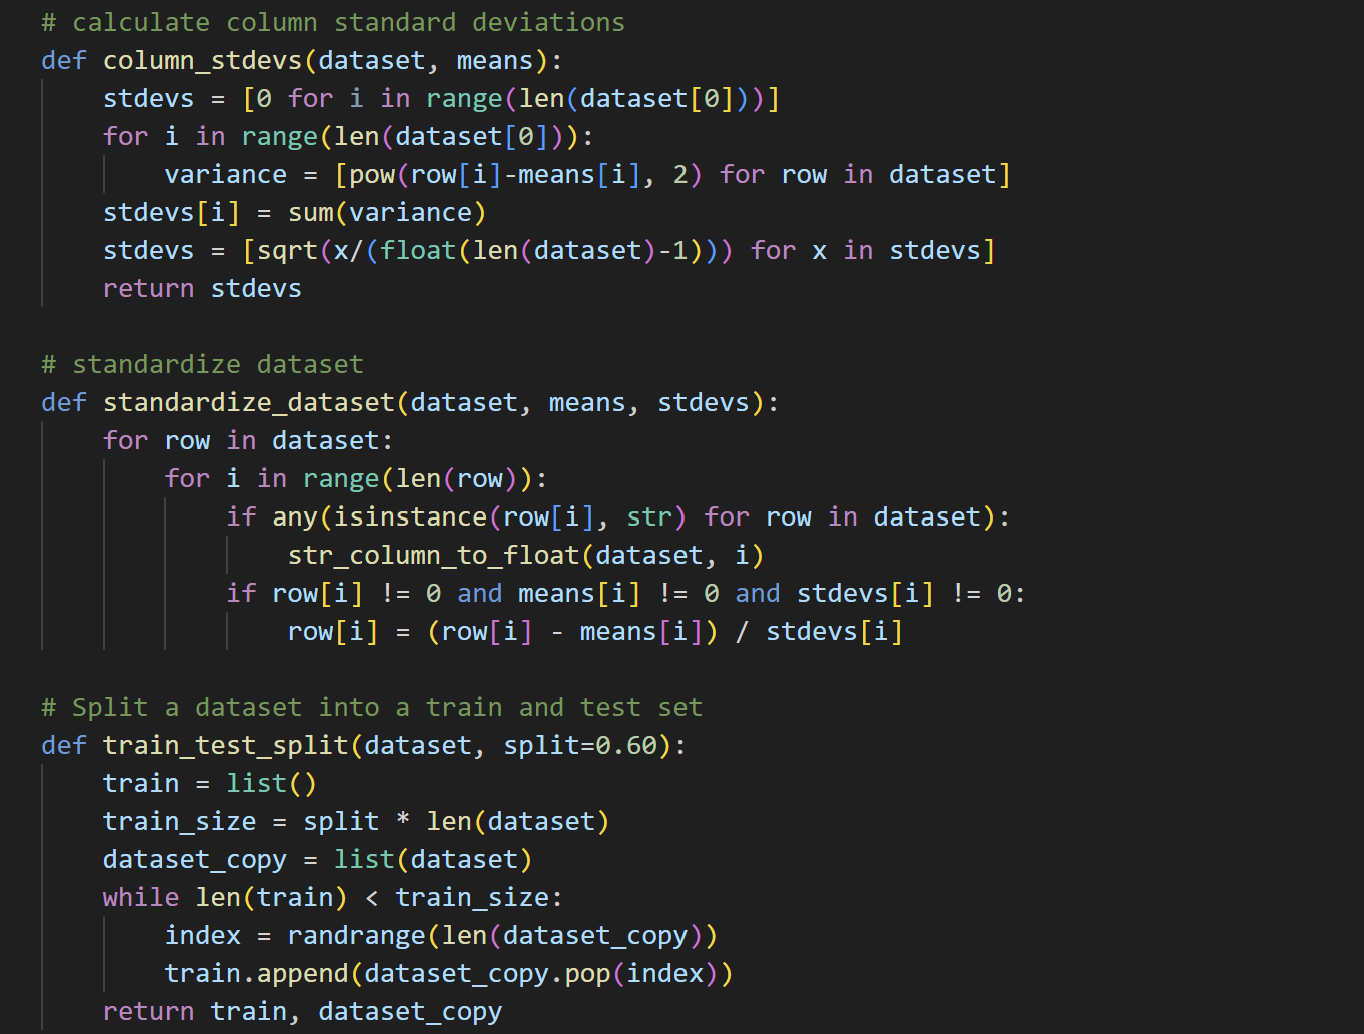 # calculate column standard deviations
def column_stdevs(dataset, means):
    stdevs = [0 for i in range(len(dataset[0]))]
    for i in range(len(dataset[0])):
        variance = [pow(row[i]-means[i], 2) for row in dataset]
    stdevs[i] = sum(variance)
    stdevs = [sqrt(x/(float(len(dataset)-1))) for x in stdevs]
    return stdevs

# standardize dataset
def standardize_dataset(dataset, means, stdevs):
    for row in dataset:
        for i in range(len(row)):
            if any(isinstance(row[i], str) for row in dataset):
                str_column_to_float(dataset, i)
            if row[i] != 0 and means[i] != 0 and stdevs[i] != 0:
                row[i] = (row[i] - means[i]) / stdevs[i]

# Split a dataset into a train and test set
def train_test_split(dataset, split=0.60):
    train = list()
    train_size = split * len(dataset)
    dataset_copy = list(dataset)
    while len(train) < train_size:
        index = randrange(len(dataset_copy))
        train.append(dataset_copy.pop(index))
    return train, dataset_copy